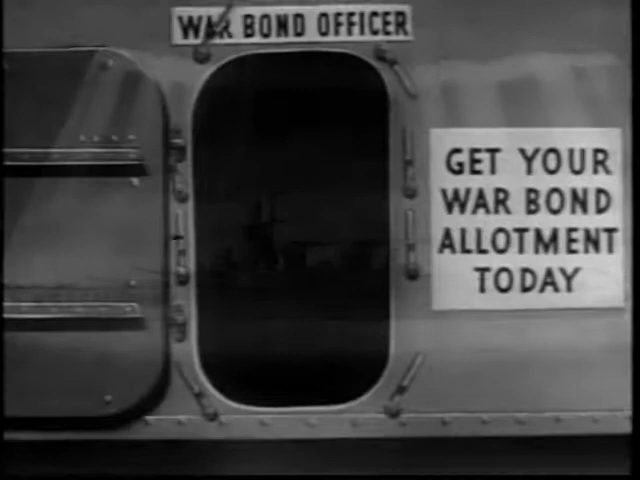 WAR BOND OFFICER
GET YOUR
WAR BOND
ALLOTMENT
TODAY